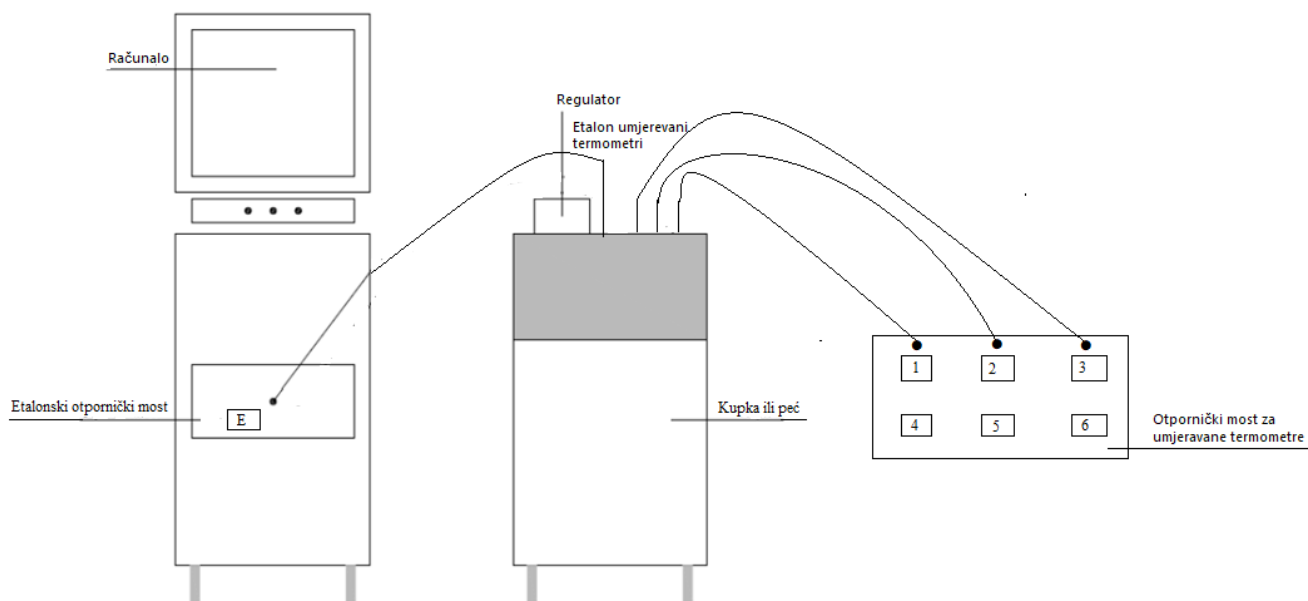 Računalo
Regulator
Etalon umjerevani
termometri
Etalonski otpornički most
E
Kupka ili peć
1
2
3
4
5
6
Otpornički most za
umjeravane termometre